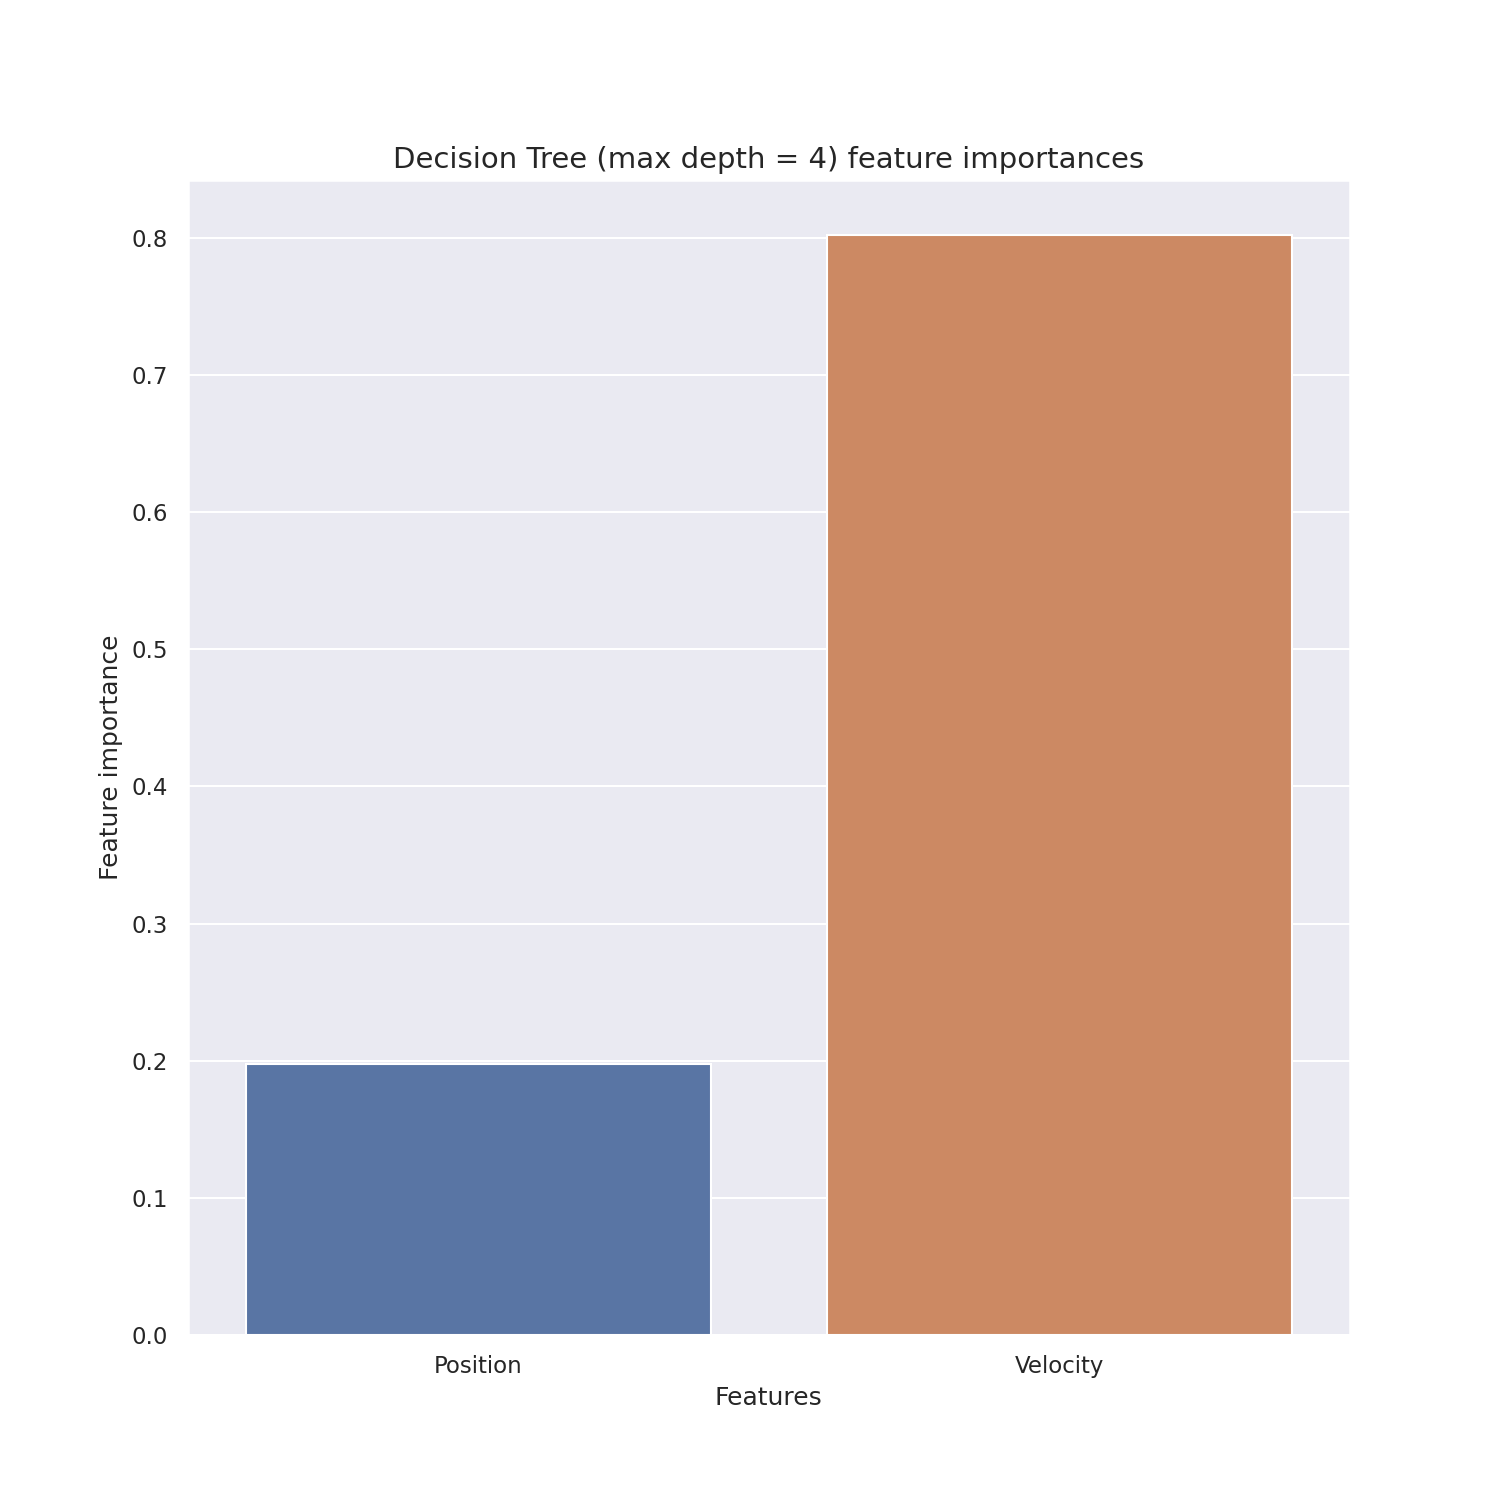 Decision Tree (max depth = 4) feature importances
0.8
0.7
0.6
0.5
0.4
0.3
0.2
0.1
0.0
Feature importance
Position
Velocity
Features